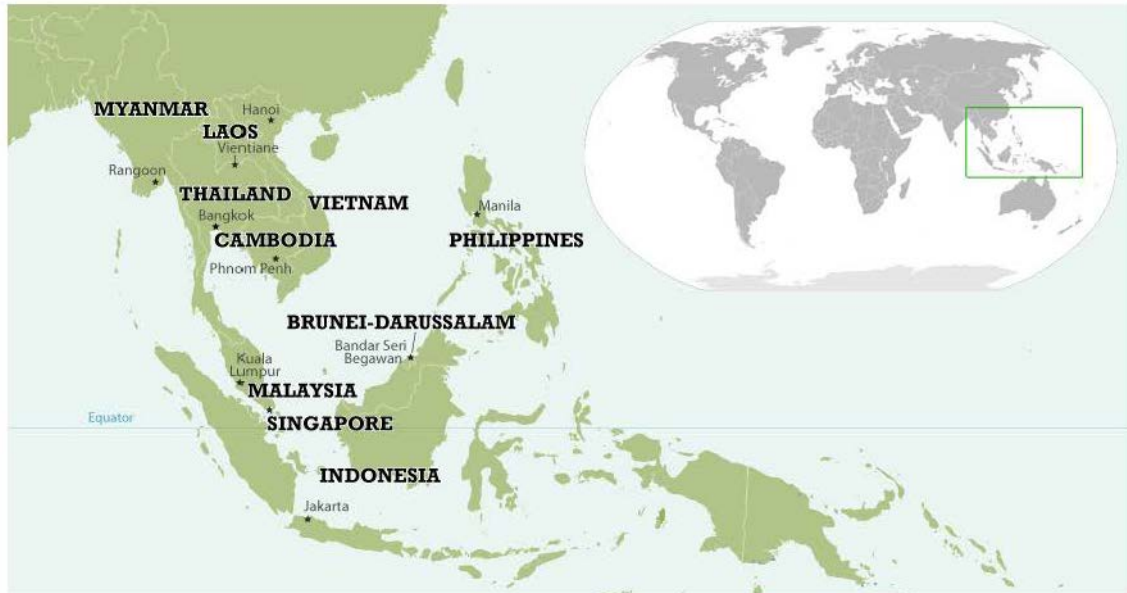 MYANMAR
Hanoi
LAOS
Vientiane
Rangoon
THAILAND
VIETNAM
Bangkok
Manila
CAMBODIA
PHILIPPINES
Phnom Penh
BRUNEI-DARUSSALAM
Bandar Seri
Begawan
Kuala
Lumpur
MALAYSIA
Equator
SINGAPORE
INDONESIA
Jakarta